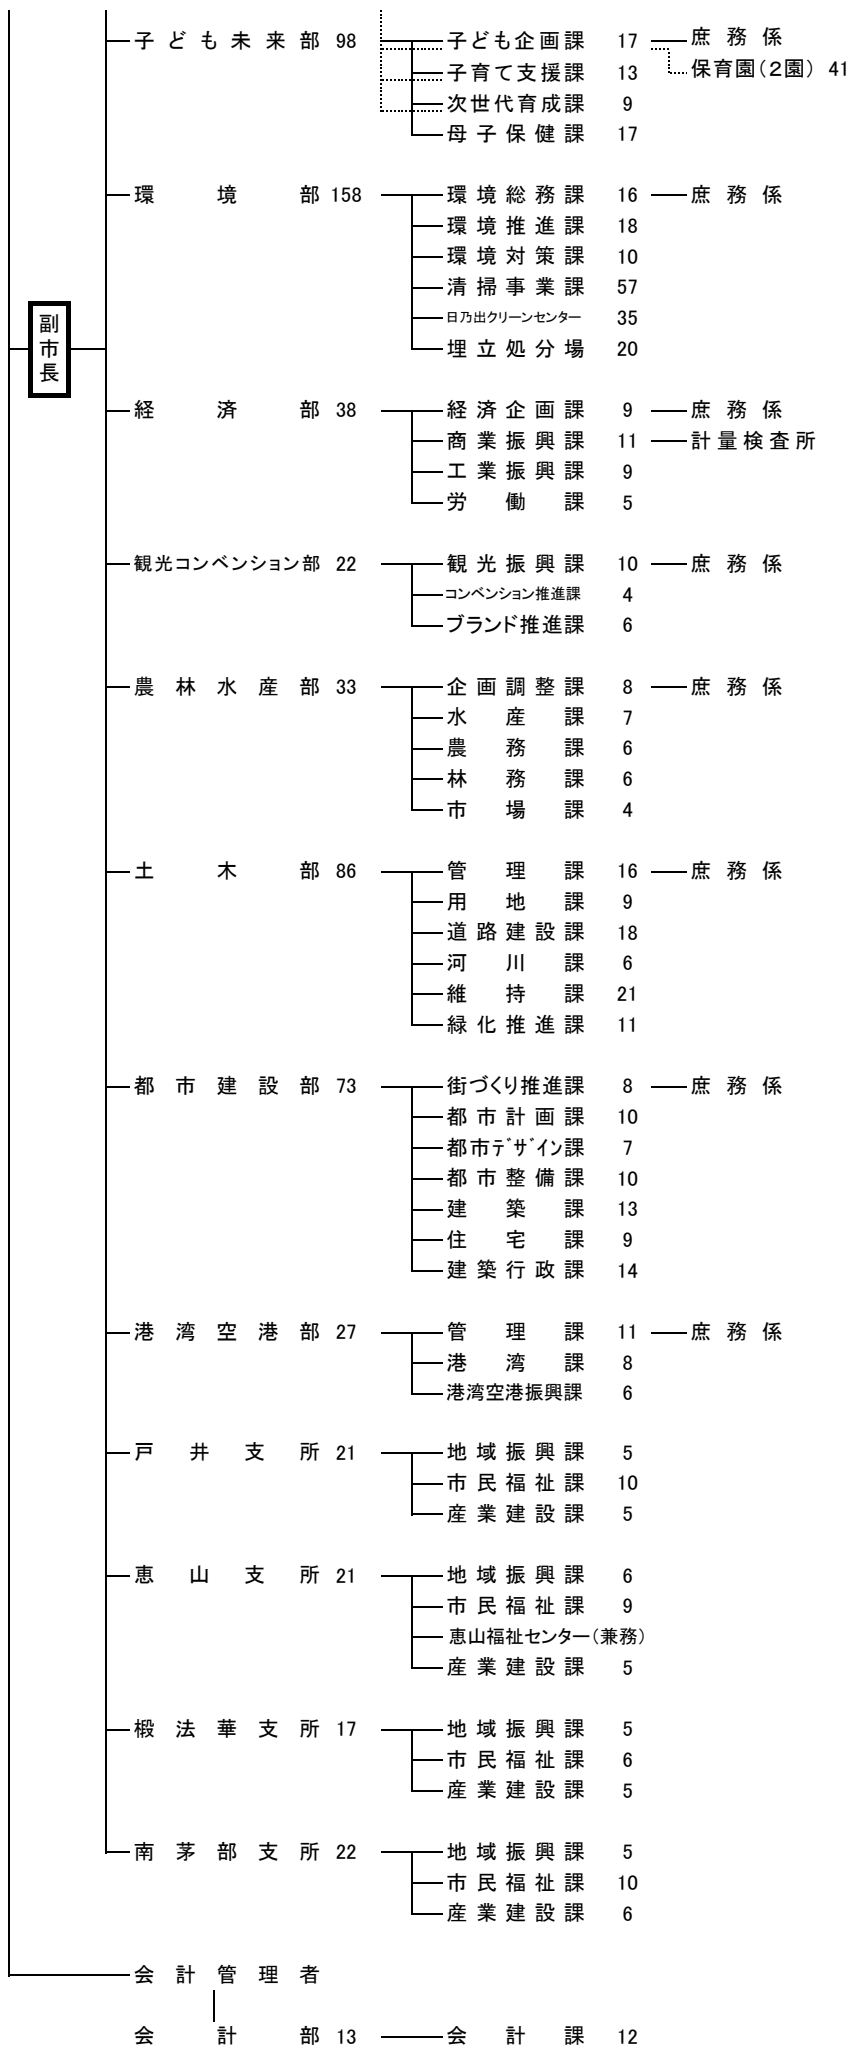 子ども未来部 98 子ども企画課 17 庶務係
保育園(2園) 41
子育て支援課 13
次世代育成課 9
母子保健課 17
環境部 158 環境総務課 16 庶務係
環境推進課 18
環境対策課 10
清掃事業課 57
日乃出クリーンセンター 35
副市長
埋立処分場 20
経済部 38 経済企画課 9 庶務係
商業振興課 11 計量検査所
工業振興課 9
労働課 5
観光コンベンション部 22 観光振興課 10 庶務係
コンベンション推進課 4
ブランド推進課 6
農林水産部 33 企画調整課 8 庶務係
水産課 7
農務課 6
林務課 6
市場課 4
土木部 86 管理課 16 庶務係
用地課 9
道路建設課 18
河川課 6
維持課 21
緑化推進課 11
都市建設部 73 街づくり推進課 8 庶務係
都市計画課 10
都市デザイン課 7
都市整備課 10
建築課 13
住宅課 9
建築行政課 14
港湾空港部 27 管理課 11 庶務係
港湾課 8
港湾空港振興課 6
戸井支所 21 地域振興課 5
市民福祉課 10
産業建設課 5
恵山支所 21 地域振興課 6
市民福祉課 9
恵山福祉センター(兼務)
産業建設課 5
椴法華支所 17 地域振興課 5
市民福祉課 6
産業建設課 5
南茅部支所 22 地域振興課 5
市民福祉課 10
産業建設課 6
会計管理者
会計部 13 会計課 12